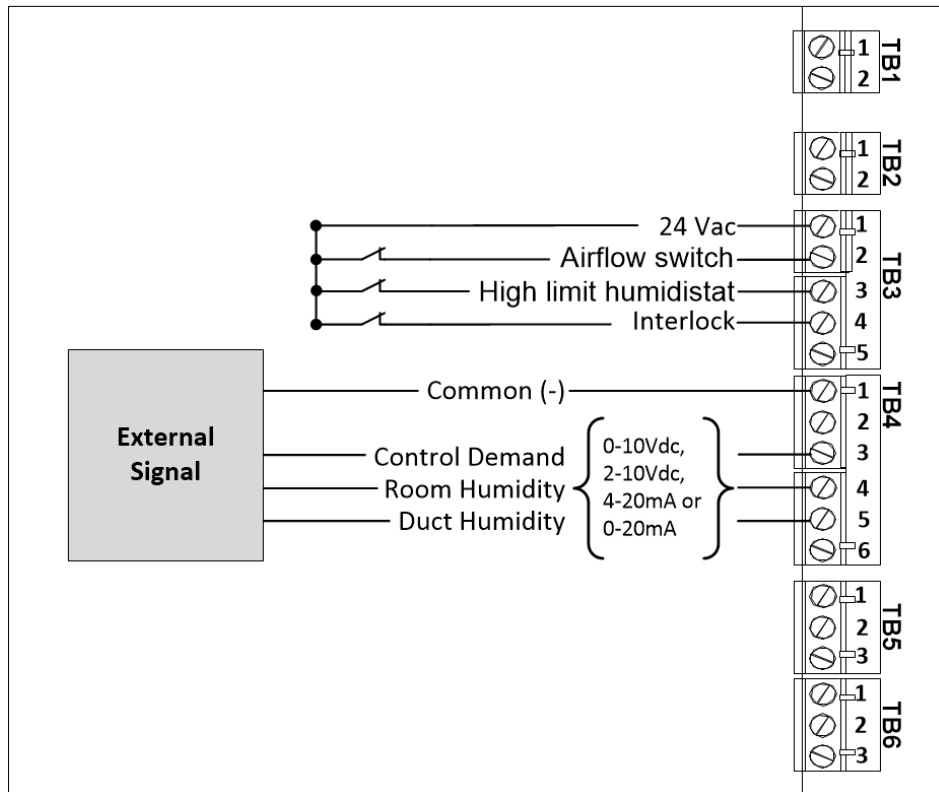 1
2
TB1
1
2
TB2
24 Vac 1
Airflow switch 2
High limit humidistat 3
Interlock 4
5
TB3
Common (-) 1
2
Control Demand 3
Room Humidity 4
Duct Humidity 5
6
TB4
External
Signal
0-10Vdc,
2-10Vdc,
4-20mA or
0-20mA
1
2
3
TB5
1
2
3
TB6